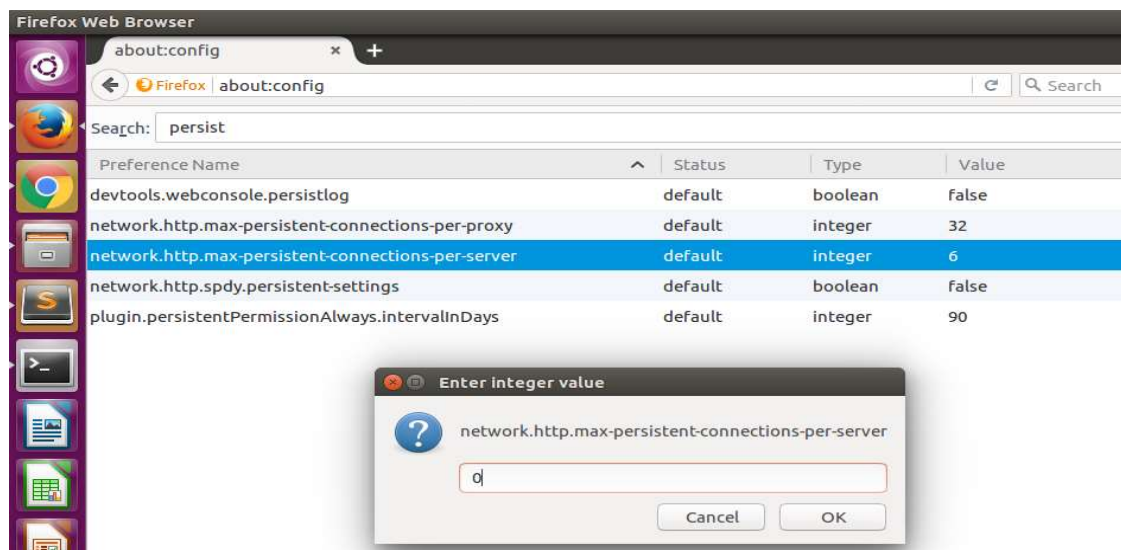 Firefox Web Browser
about:config × +
Firefox about:config Search
Search: persist
Preference Name Status Type Value
devtools.webconsole.persistlog default boolean false
network.http.max-persistent-connections-per-proxy default integer 32
network.http.max-persistent-connections-per-server default integer 6
network.http.spdy.persistent-settings default boolean false
plugin.persistentPermissionAlways.intervalInDays default integer 90
Enter integer value
network.http.max-persistent-connections-per-server
0
Cancel OK